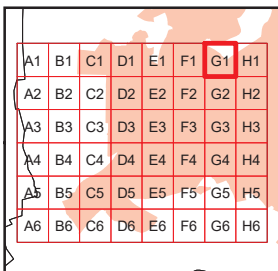 A1 B1 C1 D1 E1 F1 G1 H1
A2 B2 C2 D2 E2 F2 G2 H2
A3 B3 C3 D3 E3 F3 G3 H3
A4 B4 C4 D4 E4 F4 G4 H4
A5 B5 C5 D5 E5 F5 G5 H5
A6 B6 C6 D6 E6 F6 G6 H6